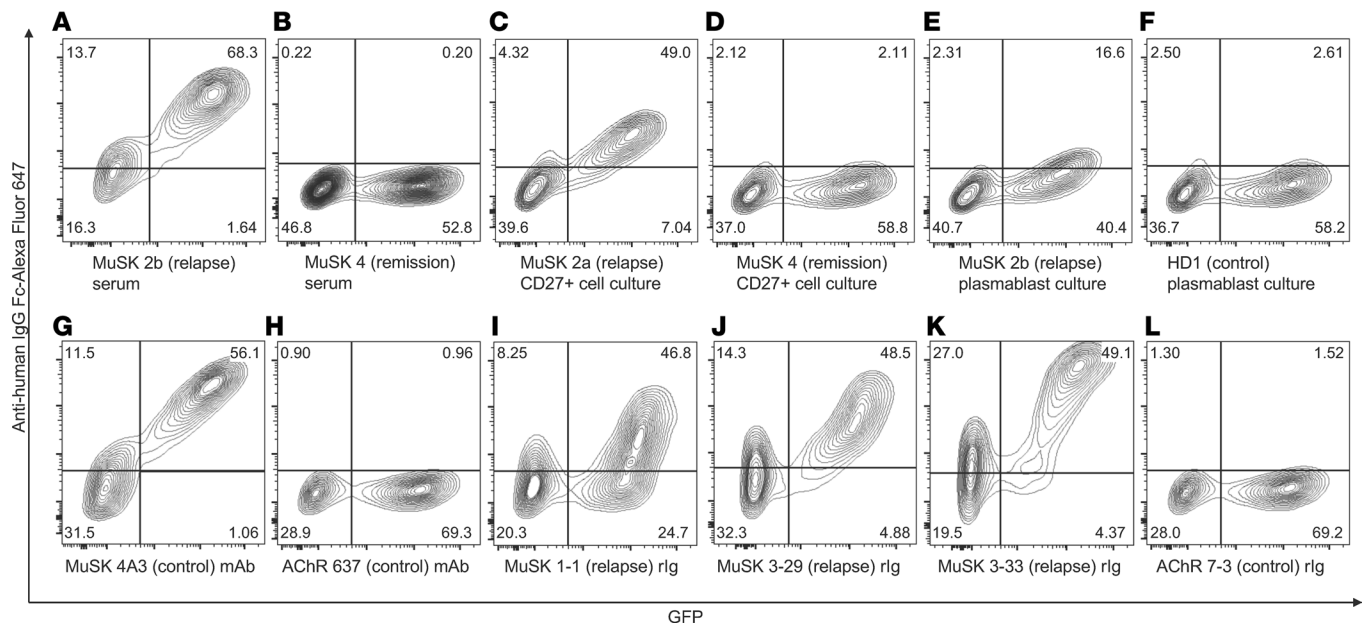 A
B
C
D
E
F
13.7
68.3
0.22
0.20
4.32
49.0
2.12
2.11
2.31
16.6
2.50
2.61
16.3
1.64
46.8
52.8
39.6
7.04
37.0
58.8
40.7
40.4
36.7
58.2
MuSK 2b (relapse)
serum
MuSK 4 (remission)
serum
MuSK 2a (relapse)
CD27+ cell culture
MuSK 4 (remission)
CD27+ cell culture
MuSK 2b (relapse)
plasmablast culture
HD1 (control)
plasmablast culture
Anti-human IgG Fc-Alexa Fluor 647
G
H
I
J
K
L
11.5
56.1
0.90
0.96
8.25
46.8
14.3
48.5
27.0
49.1
1.30
1.52
31.5
1.06
28.9
69.3
20.3
24.7
32.3
4.88
19.5
4.37
28.0
69.2
MuSK 4A3 (control) mAb
AChR 637 (control) mAb
MuSK 1-1 (relapse) rIg
MuSK 3-29 (relapse) rIg
MuSK 3-33 (relapse) rIg
AChR 7-3 (control) rIg
GFP